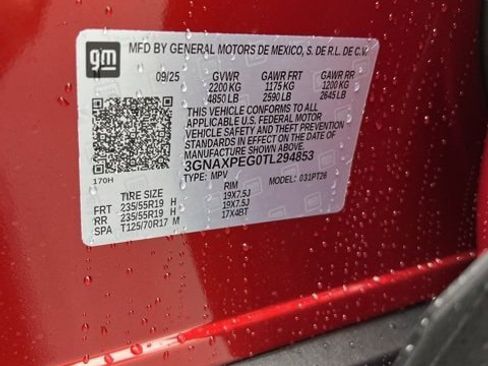 gm
MFD BY GENERAL MOTORS DE MEXICO, S. DE R.L. DE C.V.
09/25 GVWR GAWR FRT GAWR RR
2200 KG 1175 KG 1200 KG
4850 LB 2590 LB 2645 LB
THIS VEHICLE CONFORMS TO ALL
APPLICABLE U.S. FEDERAL MOTOR
VEHICLE SAFETY AND THEFT PREVENTION
STANDARDS IN EFFECT ON THE DATE OF
MANUFACTURE SHOWN ABOVE.
3GNAXPEG0TL294853
170H TYPE: MPV MODEL: 031PT26
TIRE SIZE RIM
FRT 235/55R19 H 19X7.5J
RR 235/55R19 H 19X7.5J
SPA T125/70R17 M 17X4BT